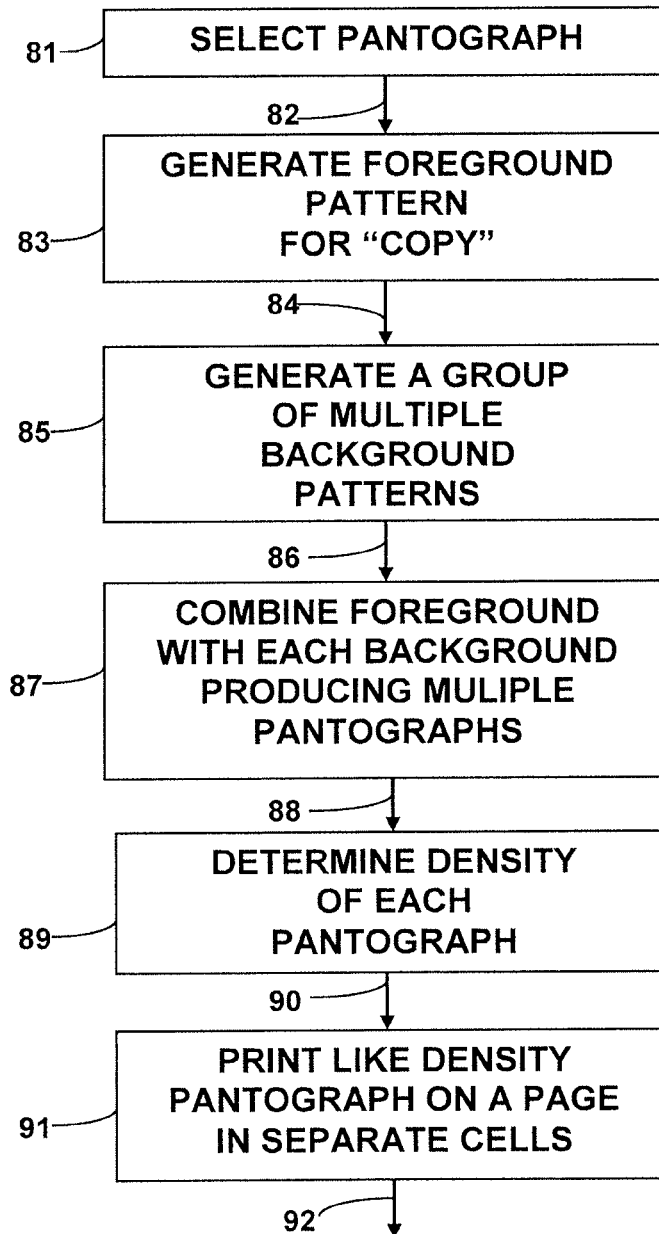 81
SELECT PANTOGRAPH
82
GENERATE FOREGROUND
PATTERN
FOR “COPY”
83
84
GENERATE A GROUP
OF MULTIPLE
BACKGROUND
PATTERNS
85
86
COMBINE FOREGROUND
WITH EACH BACKGROUND
PRODUCING MULIPLE
PANTOGRAPHS
87
88
DETERMINE DENSITY
OF EACH
PANTOGRAPH
89
90
PRINT LIKE DENSITY
PANTOGRAPH ON A PAGE
IN SEPARATE CELLS
91
92